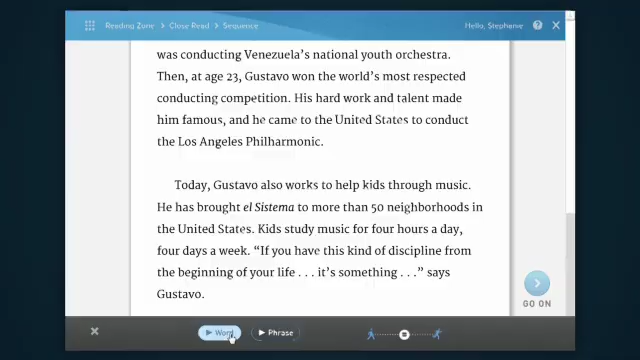 Reading Zone > Close Read > Sequence
Hello, Stephanie ? X
was conducting Venezuela's national youth orchestra.
Then, at age 23, Gustavo won the world's most respected
conducting competition. His hard work and talent made
him famous, and he came to the United States to conduct
the Los Angeles Philharmonic.
Today, Gustavo also works to help kids through music.
He has brought el Sistema to more than 50 neighborhoods in
the United States. Kids study music for four hours a day,
four days a week. “If you have this kind of discipline from
the beginning of your life . . . it's something . . .” says
Gustavo.
GO ON
Word
Phrase